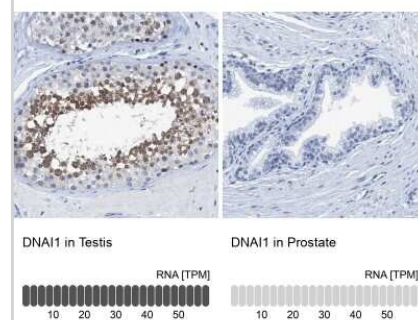 DNAI1 in Testis
RNA [TPM]
10 20 30 40 50
DNAI1 in Prostate
RNA [TPM]
10 20 30 40 50